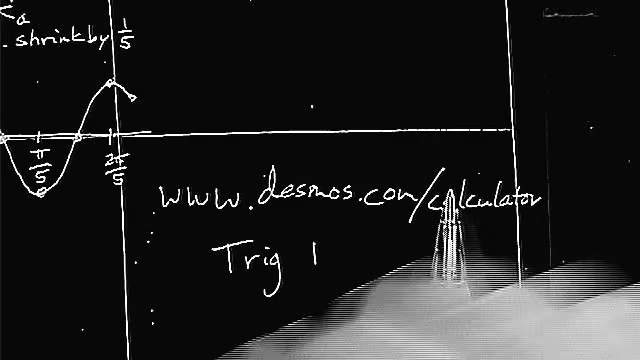 a
- shrink by 1/5
π/5
2π/5
www.desmos.com/calculator
Trig 1